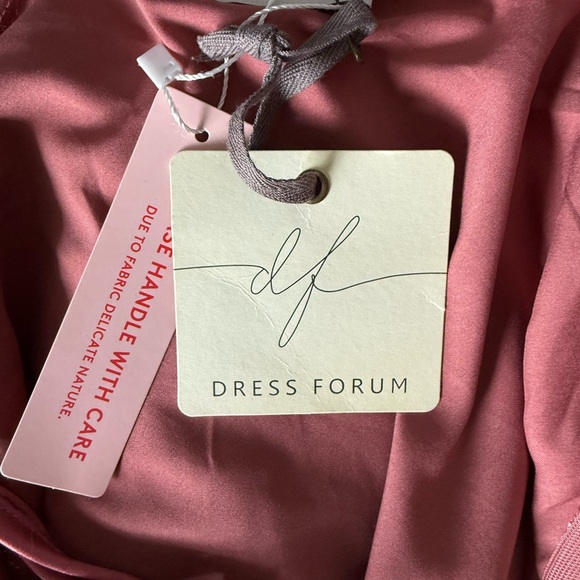 df
DRESS FORUM
SE HANDLE WITH CARE
DUE TO FABRIC DELICATE NATURE.